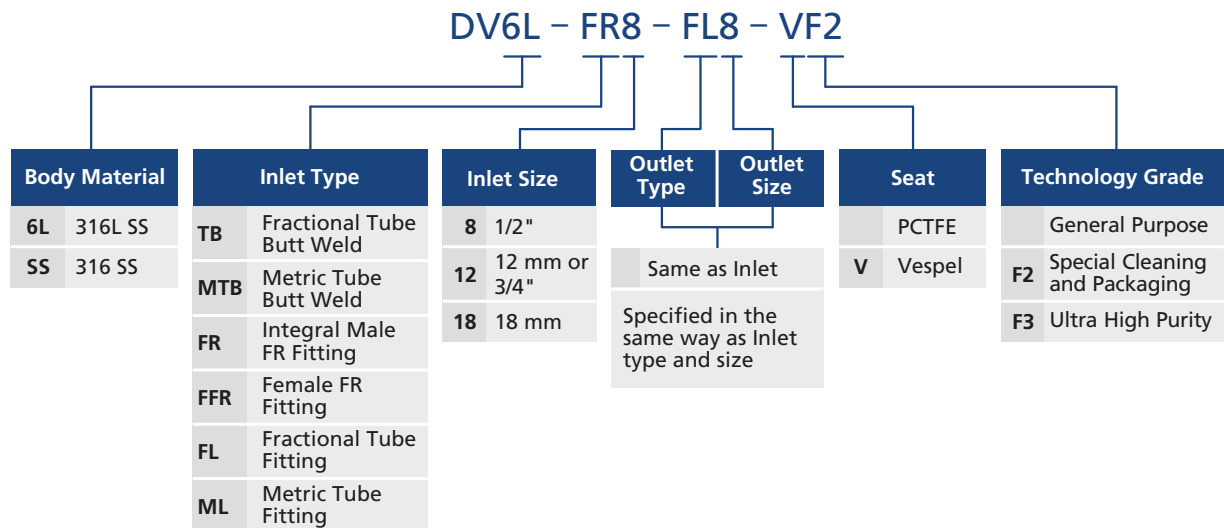 DV6L – FR8 – FL8 – VF2
Body Material
6L 316L SS
SS 316 SS
Inlet Type
TB Fractional Tube
Butt Weld
MTB Metric Tube
Butt Weld
FR Integral Male
FR Fitting
FFR Female FR
Fitting
FL Fractional Tube
Fitting
ML Metric Tube
Fitting
Inlet Size
8 1/2"
12 12 mm or
3/4"
18 18 mm
Outlet
Type
Outlet
Size
Same as Inlet
Specified in the
same way as Inlet
type and size
Seat
PCTFE
V Vespel
Technology Grade
General Purpose
F2 Special Cleaning
and Packaging
F3 Ultra High Purity